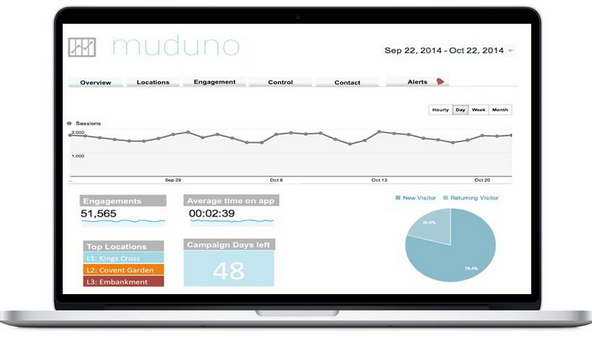 muduno
Sep 22, 2014 - Oct 22, 2014
Overview Locations Engagement Control Contact Alerts
Hourly Day Week Month
Sessions
2,000
1,000
Sep 29 Oct 6 Oct 13 Oct 20
Engagements
51,565
Average time on app
00:02:39
New Visitor Returning Visitor
Top Locations
L1: Kings Cross
L2: Covent Garden
L3: Embankment
Campaign Days left
48